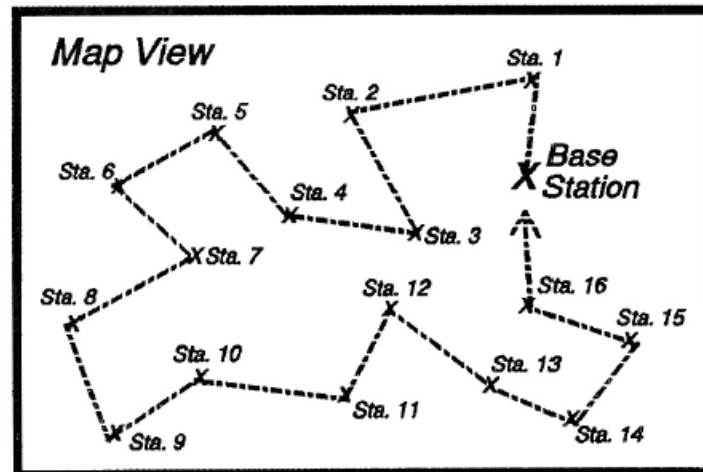 Map View
Sta. 1
Sta. 2
Sta. 5
Base
Station
Sta. 6
Sta. 4
Sta. 3
Sta. 7
Sta. 12
Sta. 16
Sta. 8
Sta. 15
Sta. 10
Sta. 13
Sta. 11
Sta. 14
Sta. 9